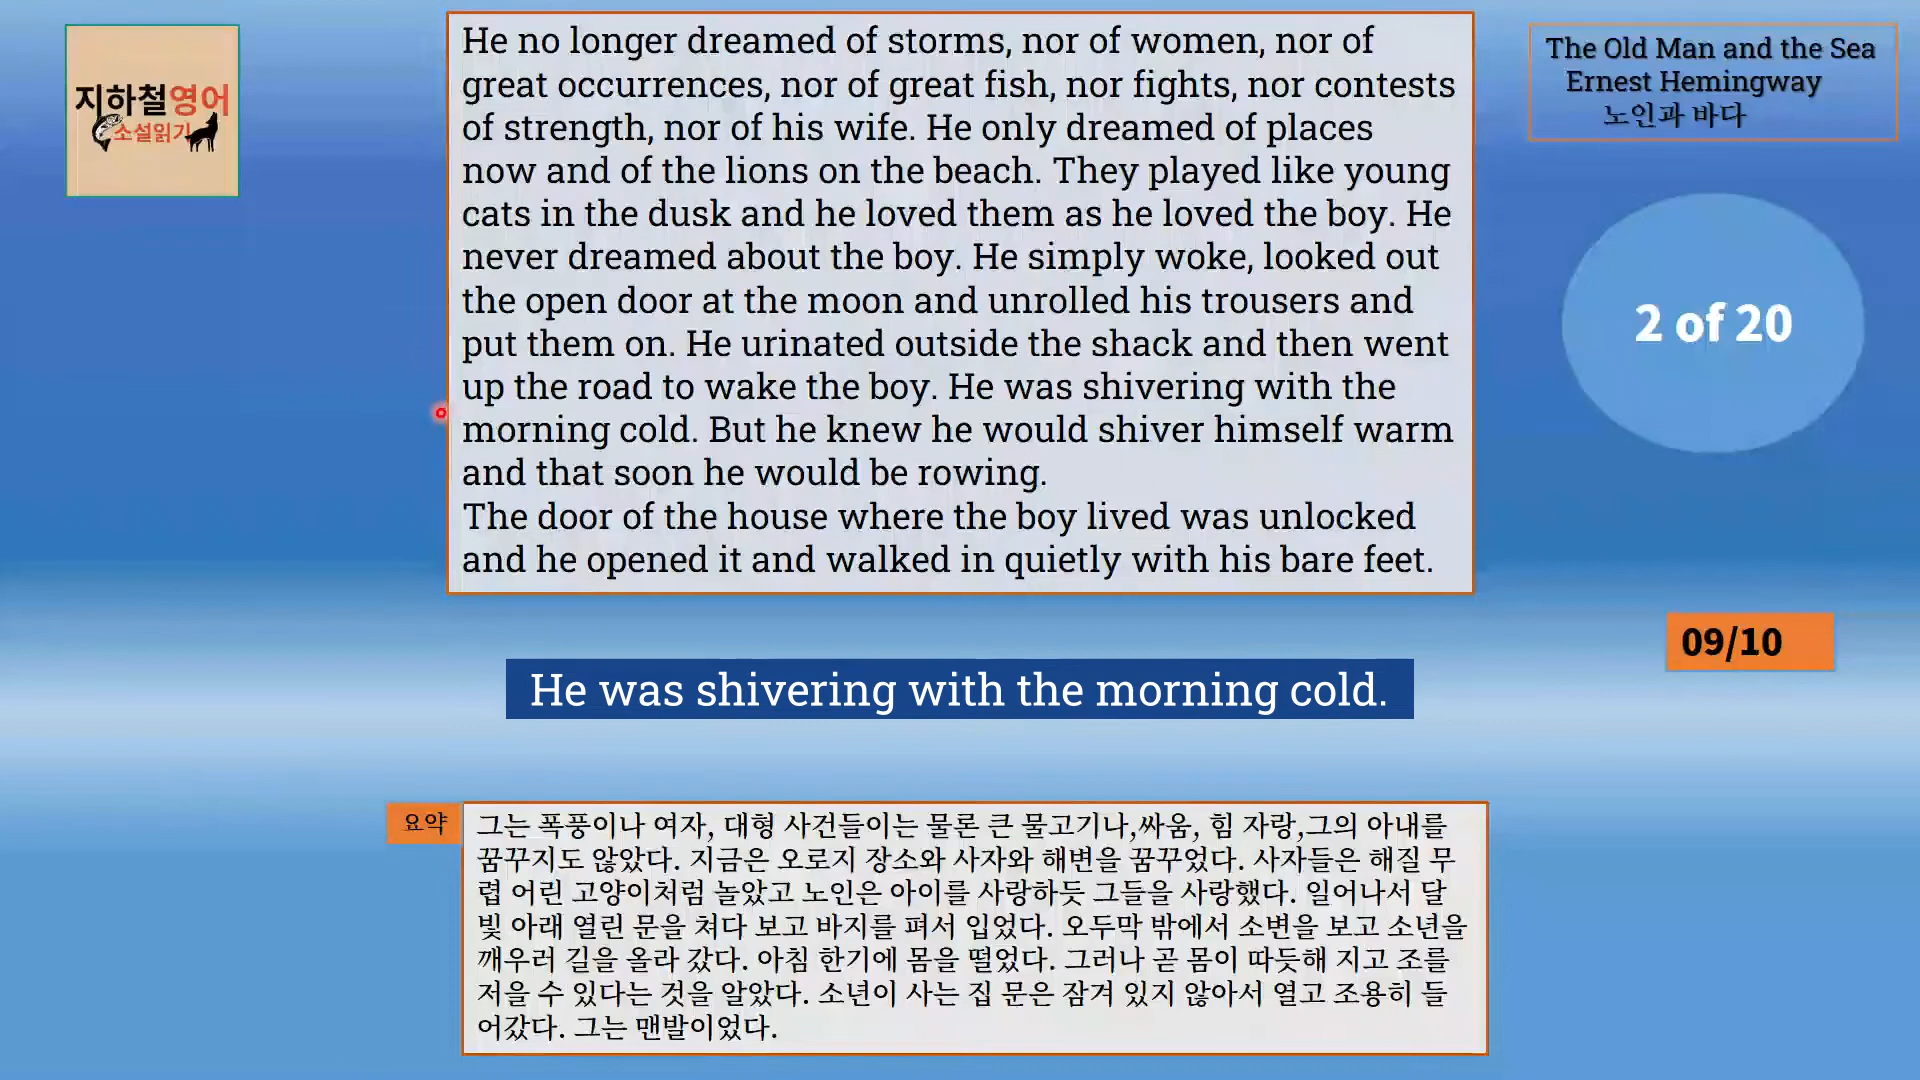 지하철영어
소설읽기
He no longer dreamed of storms, nor of women, nor of
great occurrences, nor of great fish, nor fights, nor contests
of strength, nor of his wife. He only dreamed of places
now and of the lions on the beach. They played like young
cats in the dusk and he loved them as he loved the boy. He
never dreamed about the boy. He simply woke, looked out
the open door at the moon and unrolled his trousers and
put them on. He urinated outside the shack and then went
up the road to wake the boy. He was shivering with the
morning cold. But he knew he would shiver himself warm
and that soon he would be rowing.
The door of the house where the boy lived was unlocked
and he opened it and walked in quietly with his bare feet.
The Old Man and the Sea
Ernest Hemingway
노인과 바다
2 of 20
09/10
He was shivering with the morning cold.
요약
그는 폭풍이나 여자, 대형 사건들이는 물론 큰 물고기나,싸움, 힘 자랑,그의 아내를
꿈꾸지도 않았다. 지금은 오로지 장소와 사자와 해변을 꿈꾸었다. 사자들은 해질 무
렵 어린 고양이처럼 놀았고 노인은 아이를 사랑하듯 그들을 사랑했다. 일어나서 달
빛 아래 열린 문을 쳐다 보고 바지를 펴서 입었다. 오두막 밖에서 소변을 보고 소년을
깨우러 길을 올라 갔다. 아침 한기에 몸을 떨었다. 그러나 곧 몸이 따듯해 지고 조를
저을 수 있다는 것을 알았다. 소년이 사는 집 문은 잠겨 있지 않아서 열고 조용히 들
어갔다. 그는 맨발이었다.